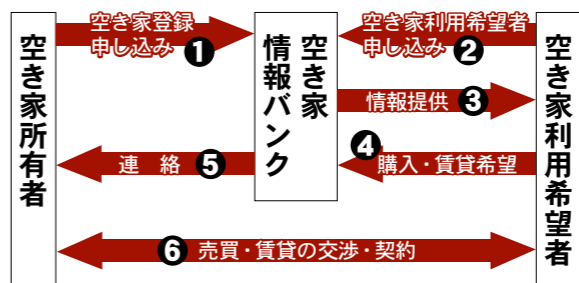 空き家所有者
空き家登録
申し込み ❶
空き家
情報バンク
空き家利用希望者
申し込み ❷
情報提供 ❸
❹ 購入・賃貸希望
連 絡 ❺
❻ 売買・賃貸の交渉・契約
空き家利用希望者